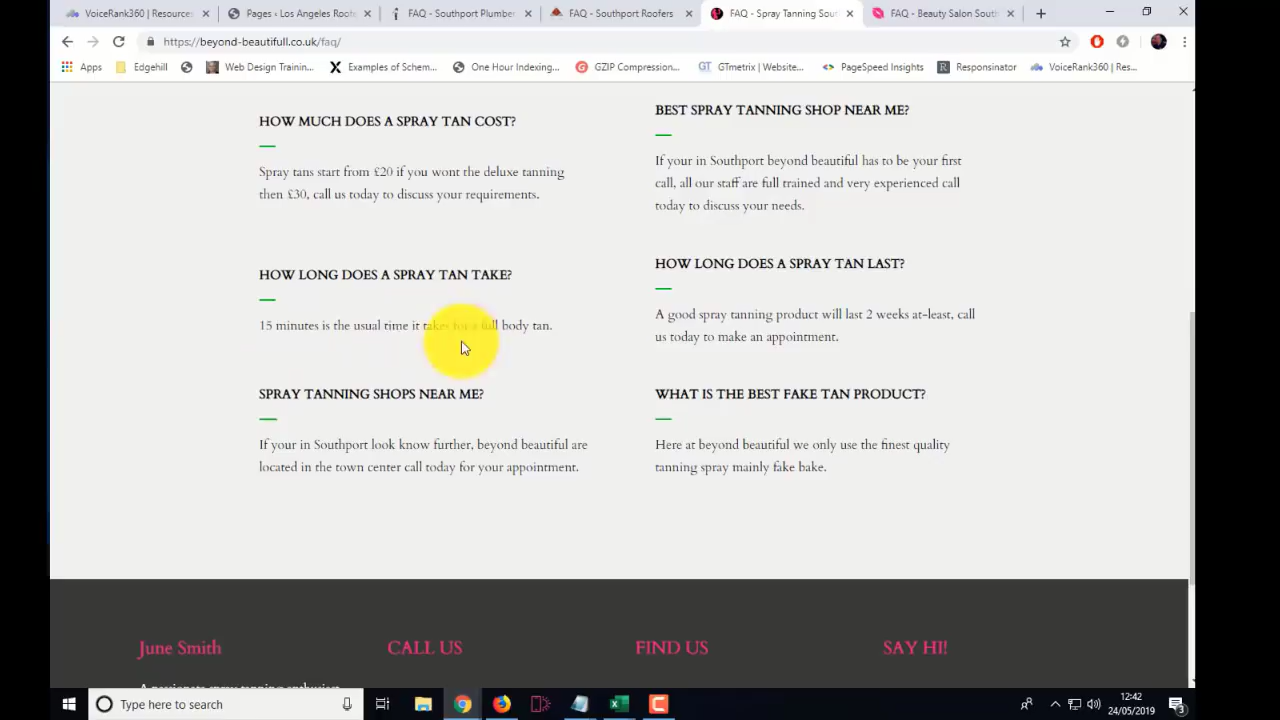 VoiceRank360 | Resources
Pages ‹ Los Angeles Roofe
FAQ - Southport Plumber
FAQ - Southport Roofers
FAQ - Spray Tanning Sou
FAQ - Beauty Salon South
https://beyond-beautifull.co.uk/faq/
Apps
Edgehill
Web Design Trainin...
Examples of Schem...
One Hour Indexing...
GZIP Compression...
GTmetrix | Website...
PageSpeed Insights
Responsinator
VoiceRank360 | Res...
HOW MUCH DOES A SPRAY TAN COST?
Spray tans start from £20 if you wont the deluxe tanning
then £30, call us today to discuss your requirements.
BEST SPRAY TANNING SHOP NEAR ME?
If your in Southport beyond beautiful has to be your first
call, all our staff are full trained and very experienced call
today to discuss your needs.
HOW LONG DOES A SPRAY TAN TAKE?
15 minutes is the usual time it takes for a full body tan.
HOW LONG DOES A SPRAY TAN LAST?
A good spray tanning product will last 2 weeks at-least, call
us today to make an appointment.
SPRAY TANNING SHOPS NEAR ME?
If your in Southport look know further, beyond beautiful are
located in the town center call today for your appointment.
WHAT IS THE BEST FAKE TAN PRODUCT?
Here at beyond beautiful we only use the finest quality
tanning spray mainly fake bake.
June Smith
CALL US
FIND US
SAY HI!
A passionate spray tanning enthusiast
Type here to search
12:42
24/05/2019
3